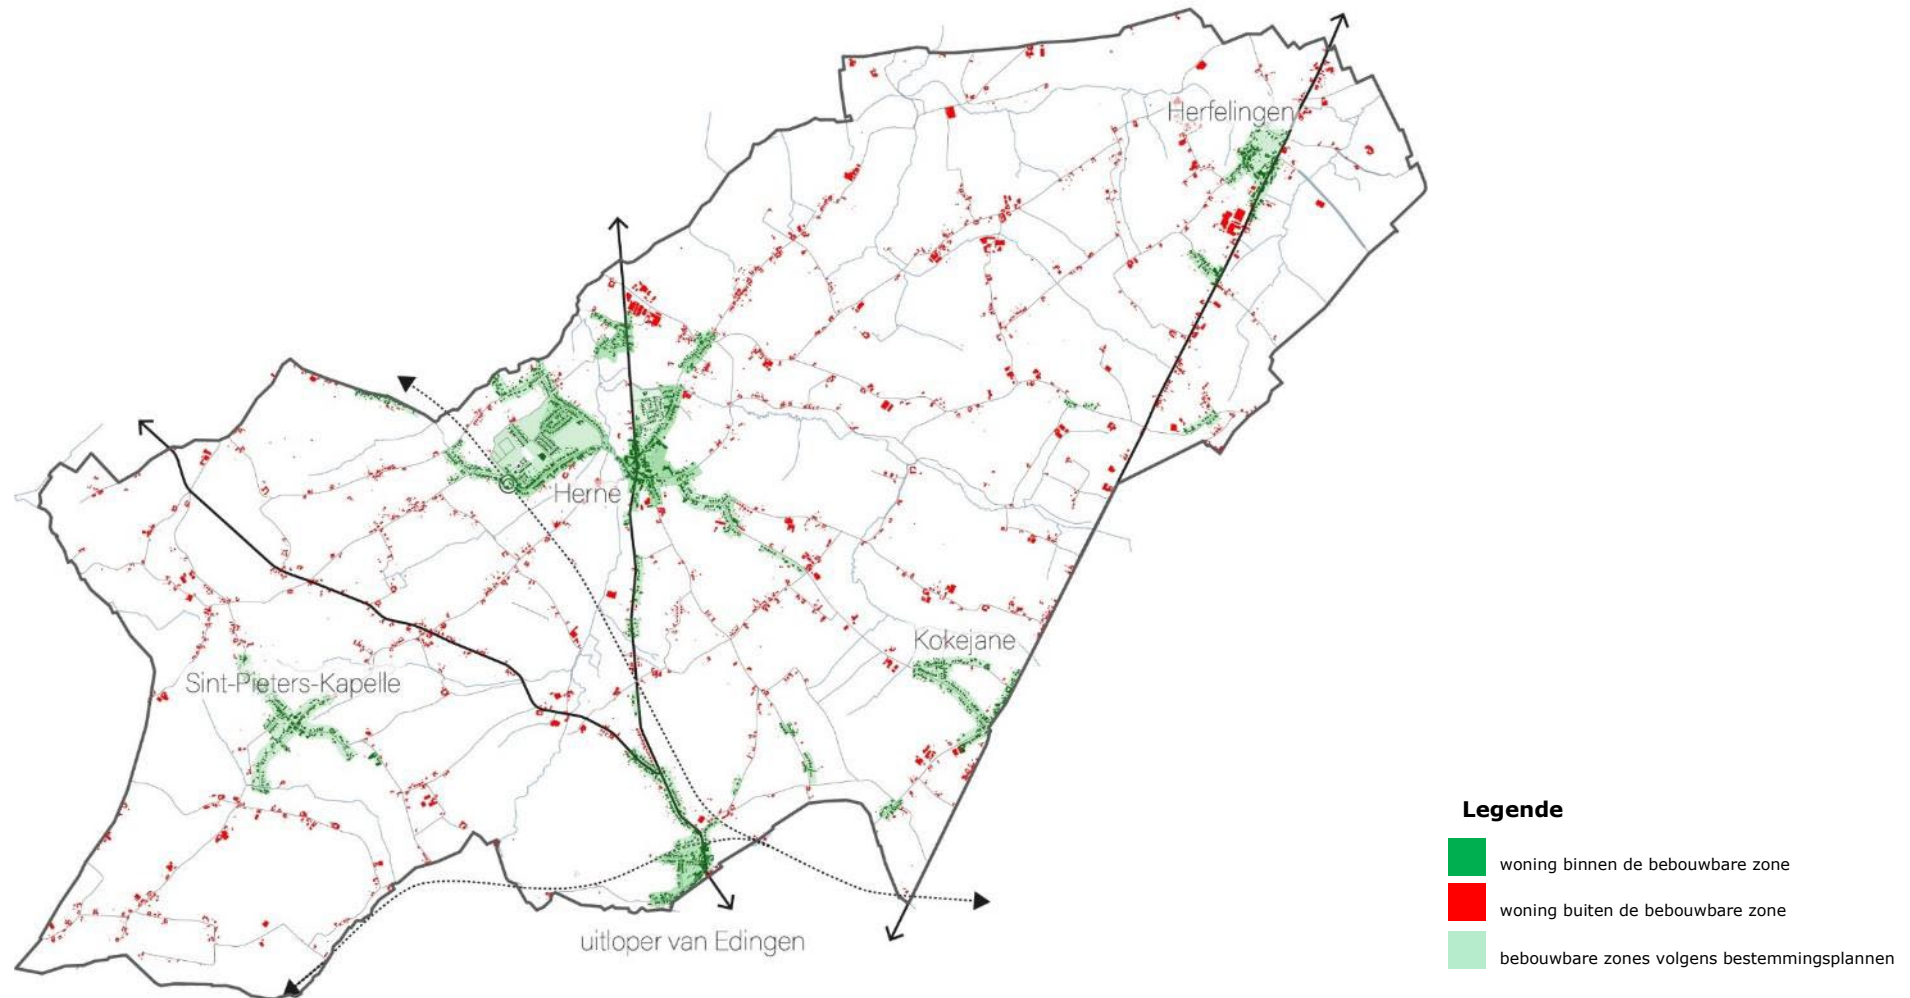 Herfelingen
Herne
Kokejane
Sint-Pieters-Kapelle
uitloper van Edingen
Legende
woning binnen de bebouwbare zone
woning buiten de bebouwbare zone
bebouwbare zones volgens bestemmingsplannen